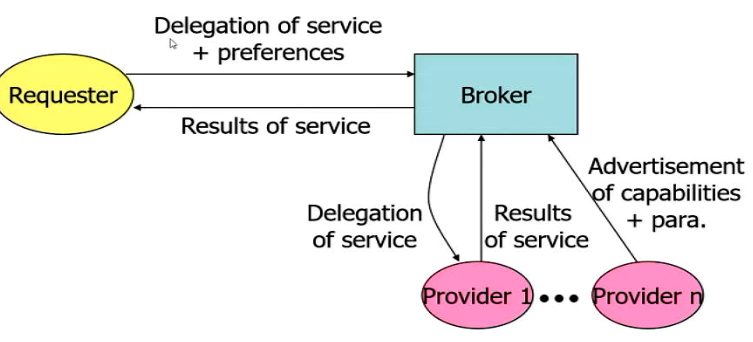 Delegation of service
+ preferences
Requester
Broker
Results of service
Advertisement
of capabilities
+ para.
Delegation
of service
Results
of service
Provider 1
Provider n